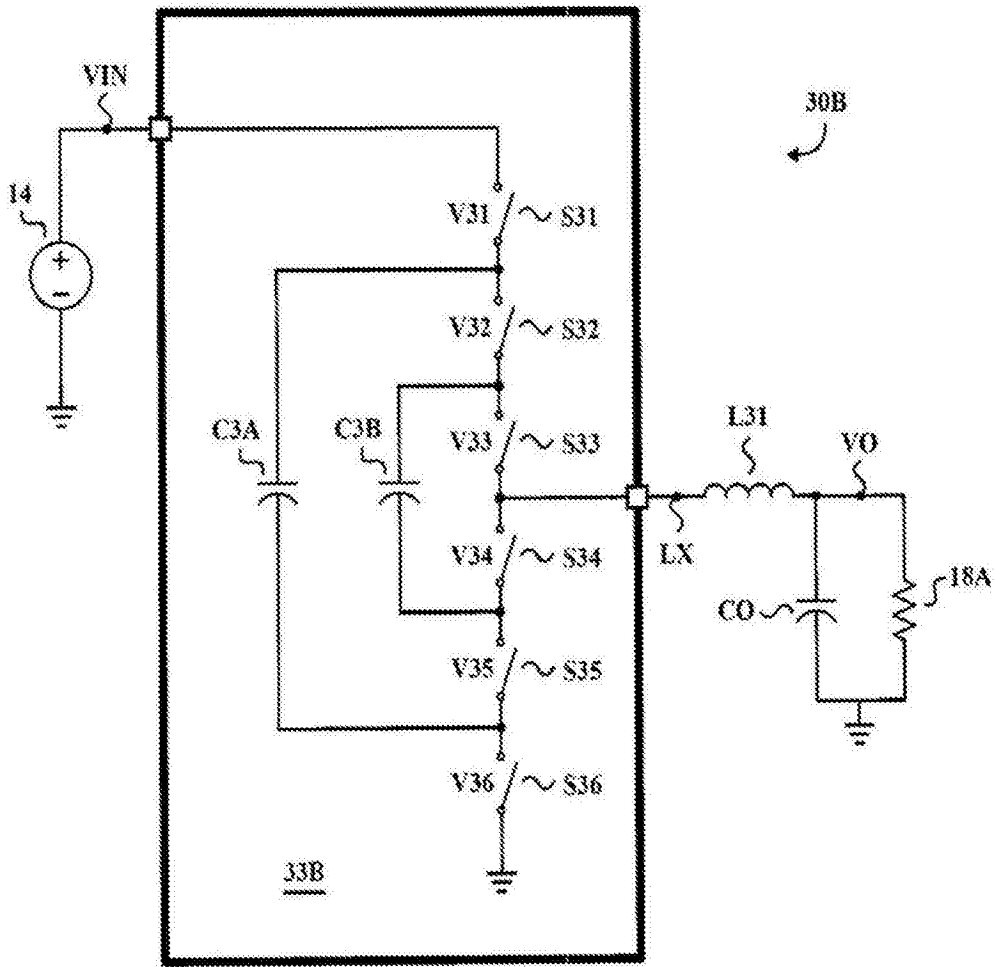 VIN
30B
14
+
−
V31 S31
V32 S32
C3A C3B
V33 S33
L31
VO
V34 S34
LX
CO
18A
V35 S35
V36 S36
33B